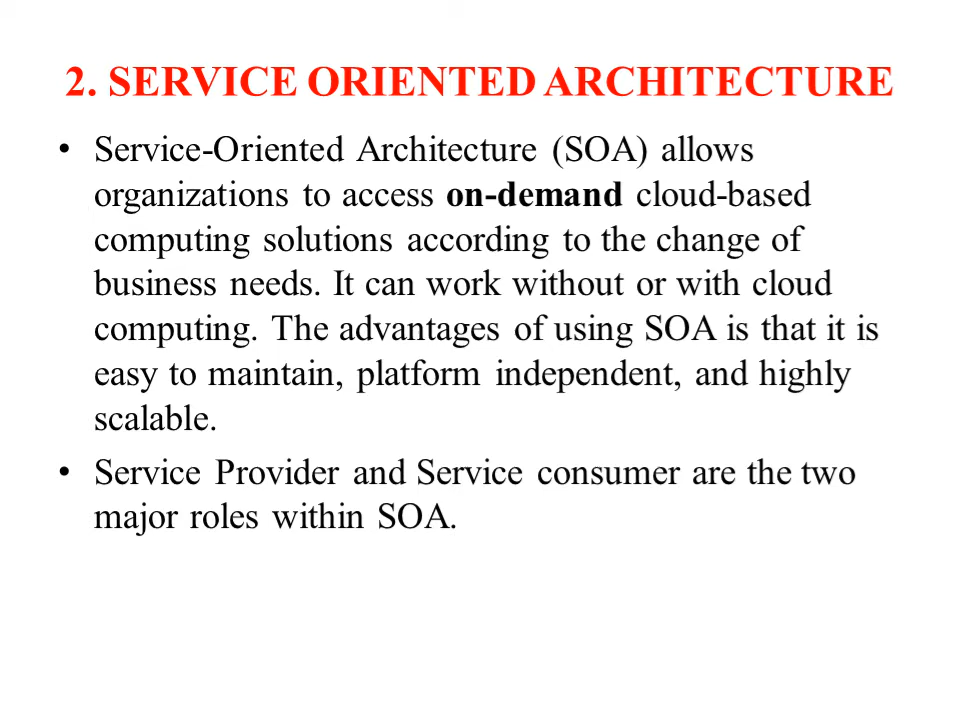 2. SERVICE ORIENTED ARCHITECTURE
• Service-Oriented Architecture (SOA) allows
organizations to access on-demand cloud-based
computing solutions according to the change of
business needs. It can work without or with cloud
computing. The advantages of using SOA is that it is
easy to maintain, platform independent, and highly
scalable.
• Service Provider and Service consumer are the two
major roles within SOA.